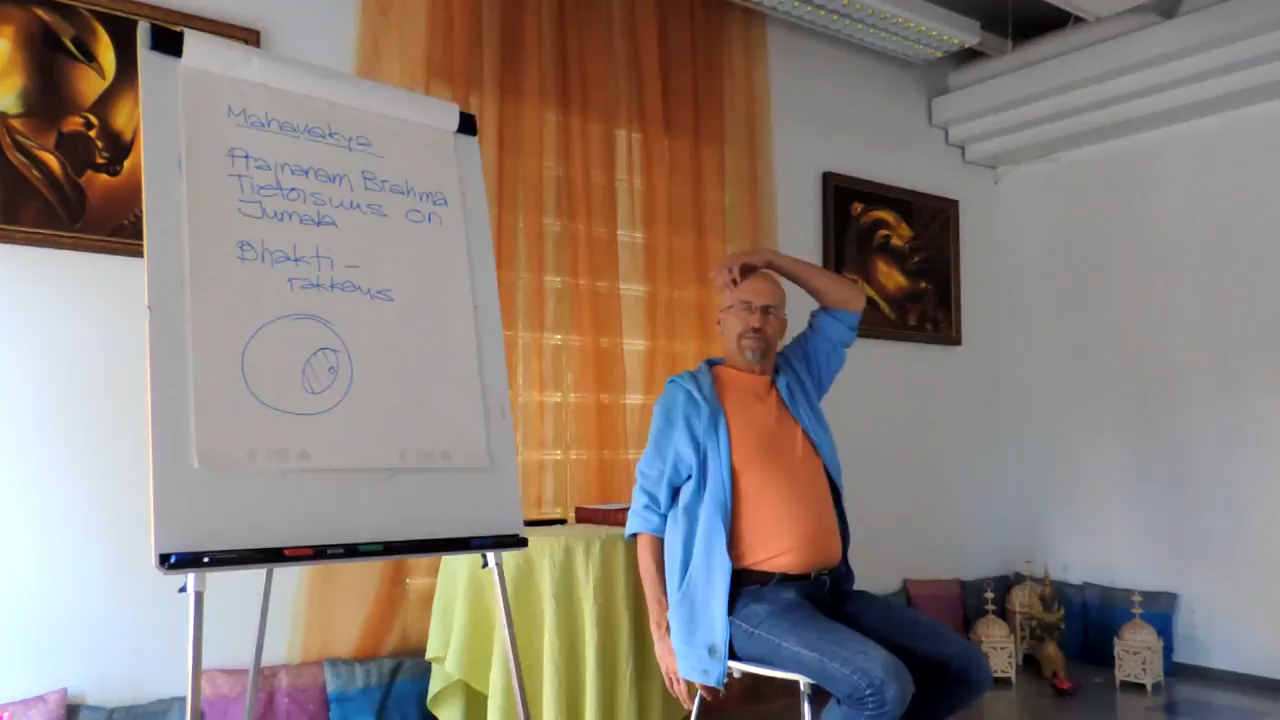 Mahavakya
Prajnanam Brahma
Tietoisuus on
Jumala
Bhakti -
rakkaus